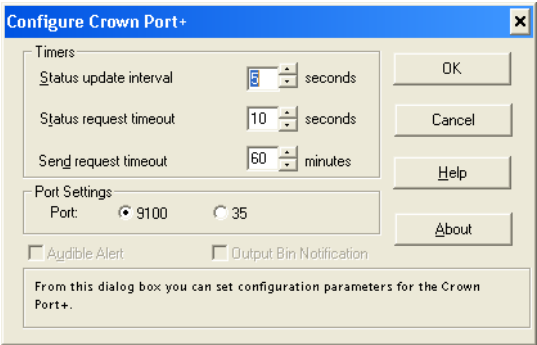 Configure Crown Port+
Timers
Status update interval 5 seconds
OK
Status request timeout 10 seconds
Cancel
Send request timeout 60 minutes
Help
Port Settings
Port: 9100 35
About
Audible Alert Output Bin Notification
From this dialog box you can set configuration parameters for the Crown
Port+.